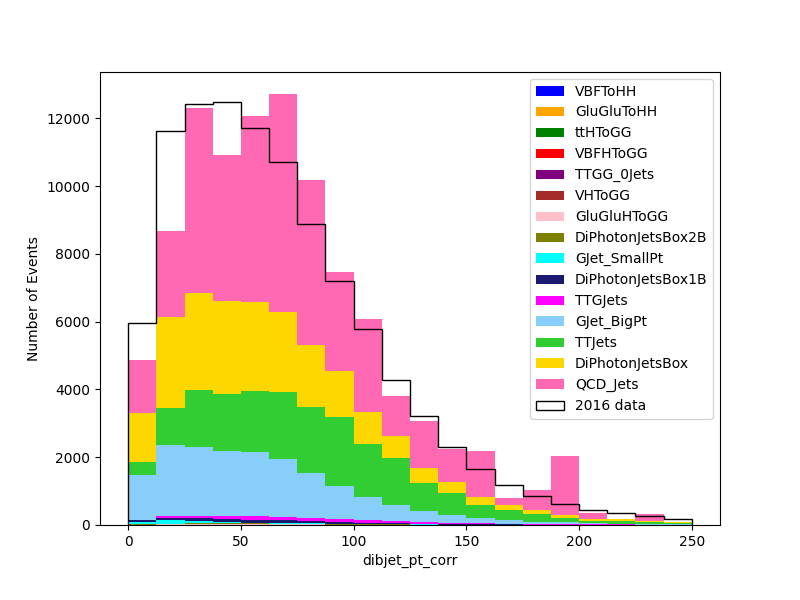 12000
10000
8000
6000
4000
2000
0
Number of Events
0
50
100
150
200
250
dibjet_pt_corr
VBFToHH
GluGluToHH
ttHToGG
VBFHToGG
TTGG_0Jets
VHToGG
GluGluHToGG
DiPhotonJetsBox2B
GJet_SmallPt
DiPhotonJetsBox1B
TTGJets
GJet_BigPt
TTJets
DiPhotonJetsBox
QCD_Jets
2016 data